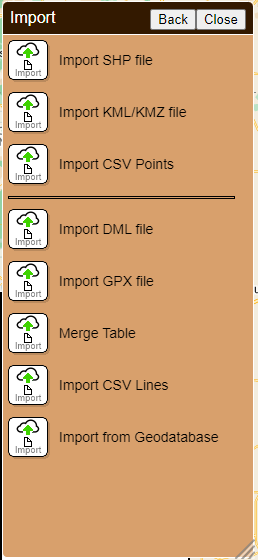 Import Back Close
Import Import SHP file
Import Import KML/KMZ file
Import Import CSV Points
Import Import DML file
Import Import GPX file
Import Merge Table
Import Import CSV Lines
Import Import from Geodatabase